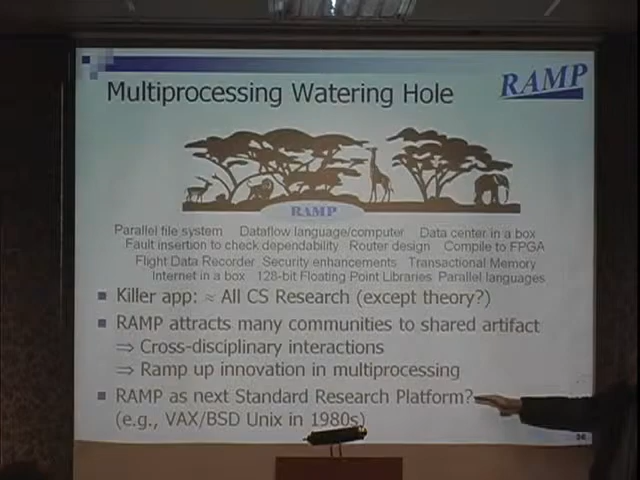 Multiprocessing Watering Hole
RAMP
RAMP
Parallel file system Dataflow language/computer Data center in a box
Fault insertion to check dependability Router design Compile to FPGA
Flight Data Recorder Security enhancements Transactional Memory
Internet in a box 128-bit Floating Point Libraries Parallel languages
■ Killer app: ≈ All CS Research (except theory?)
■ RAMP attracts many communities to shared artifact
⇒ Cross-disciplinary interactions
⇒ Ramp up innovation in multiprocessing
■ RAMP as next Standard Research Platform?
(e.g., VAX/BSD Unix in 1980s)